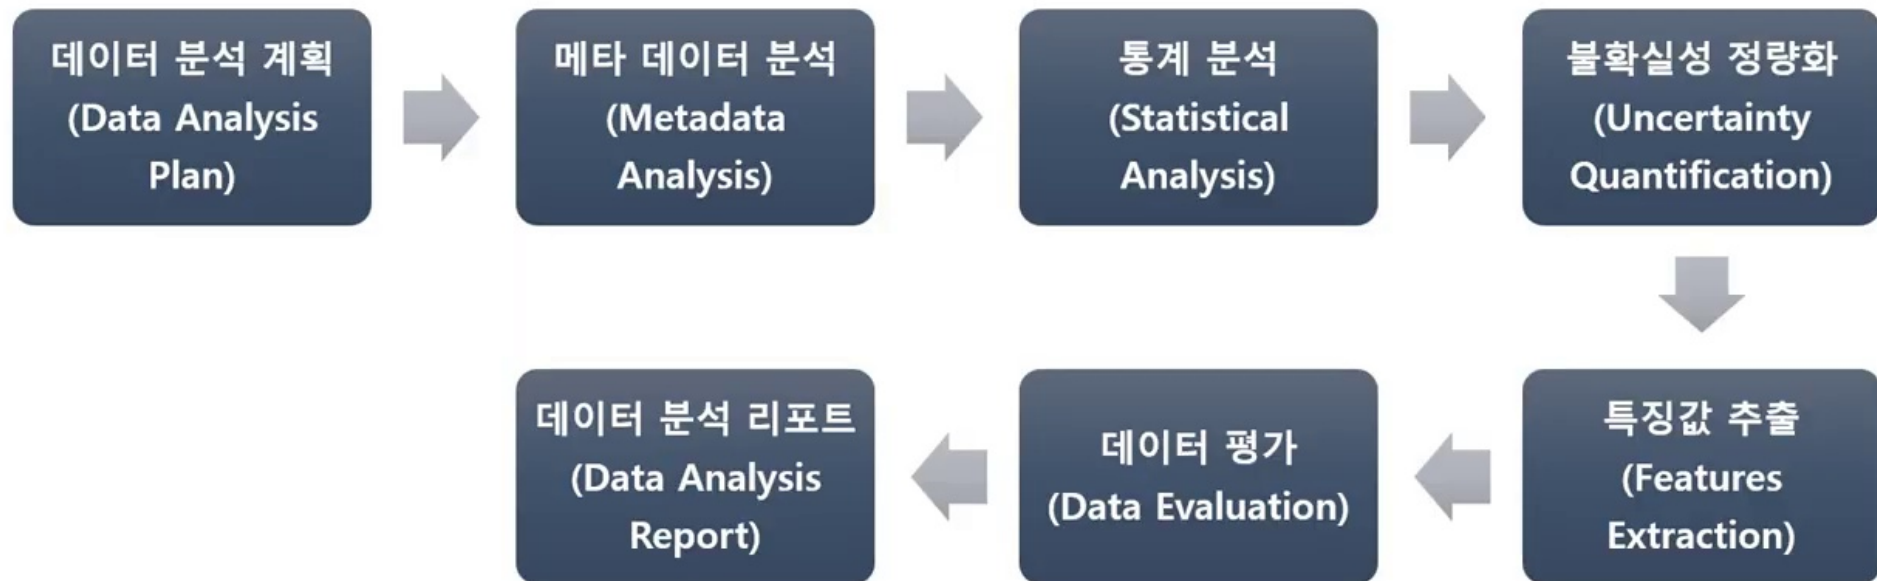 데이터 분석 계획
(Data Analysis
Plan)
메타 데이터 분석
(Metadata
Analysis)
통계 분석
(Statistical
Analysis)
불확실성 정량화
(Uncertainty
Quantification)
특징값 추출
(Features
Extraction)
데이터 평가
(Data Evaluation)
데이터 분석 리포트
(Data Analysis
Report)